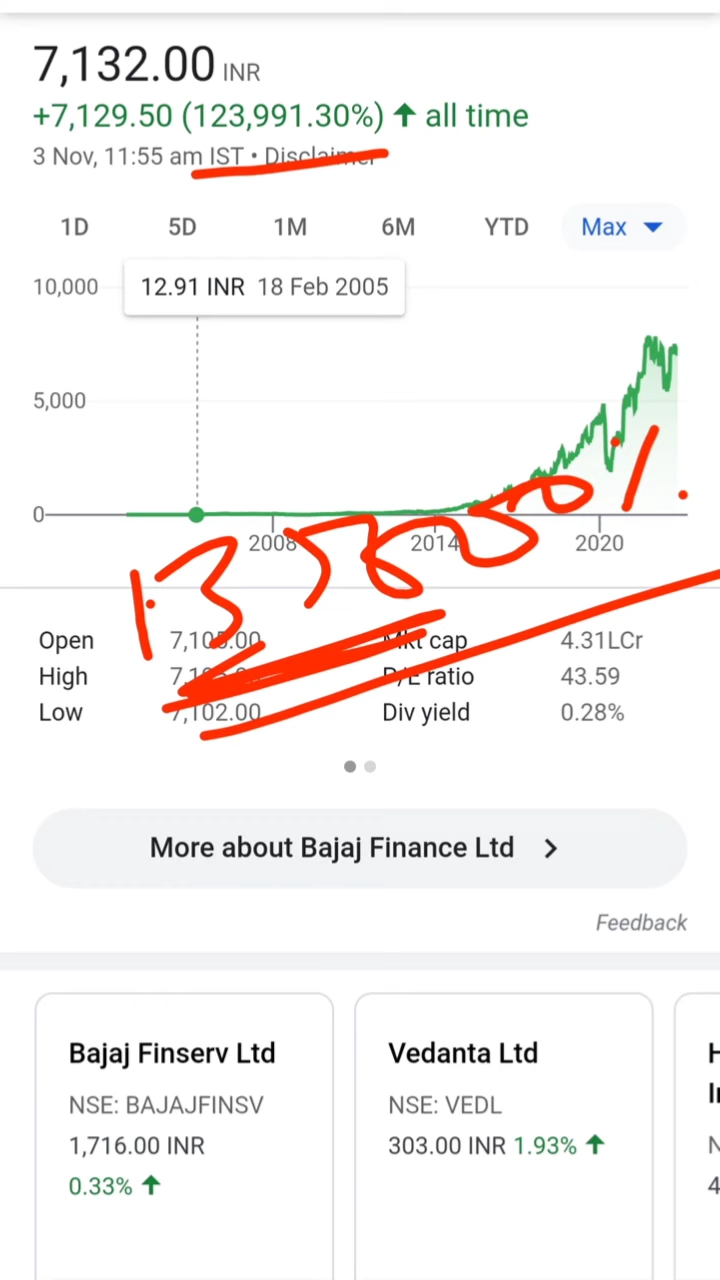 7,132.00 INR
+7,129.50 (123,991.30%) ↑ all time
3 Nov, 11:55 am IST • Disclaimer
1D 5D 1M 6M YTD Max
10,000
12.91 INR 18 Feb 2005
5,000
0
2008 2014 2020
Open 7,105.00 Mkt cap 4.31LCr
High P/E ratio 43.59
Low 7,102.00 Div yield 0.28%
More about Bajaj Finance Ltd >
Feedback
Bajaj Finserv Ltd
NSE: BAJAJFINSV
1,716.00 INR
0.33% ↑
Vedanta Ltd
NSE: VEDL
303.00 INR 1.93% ↑